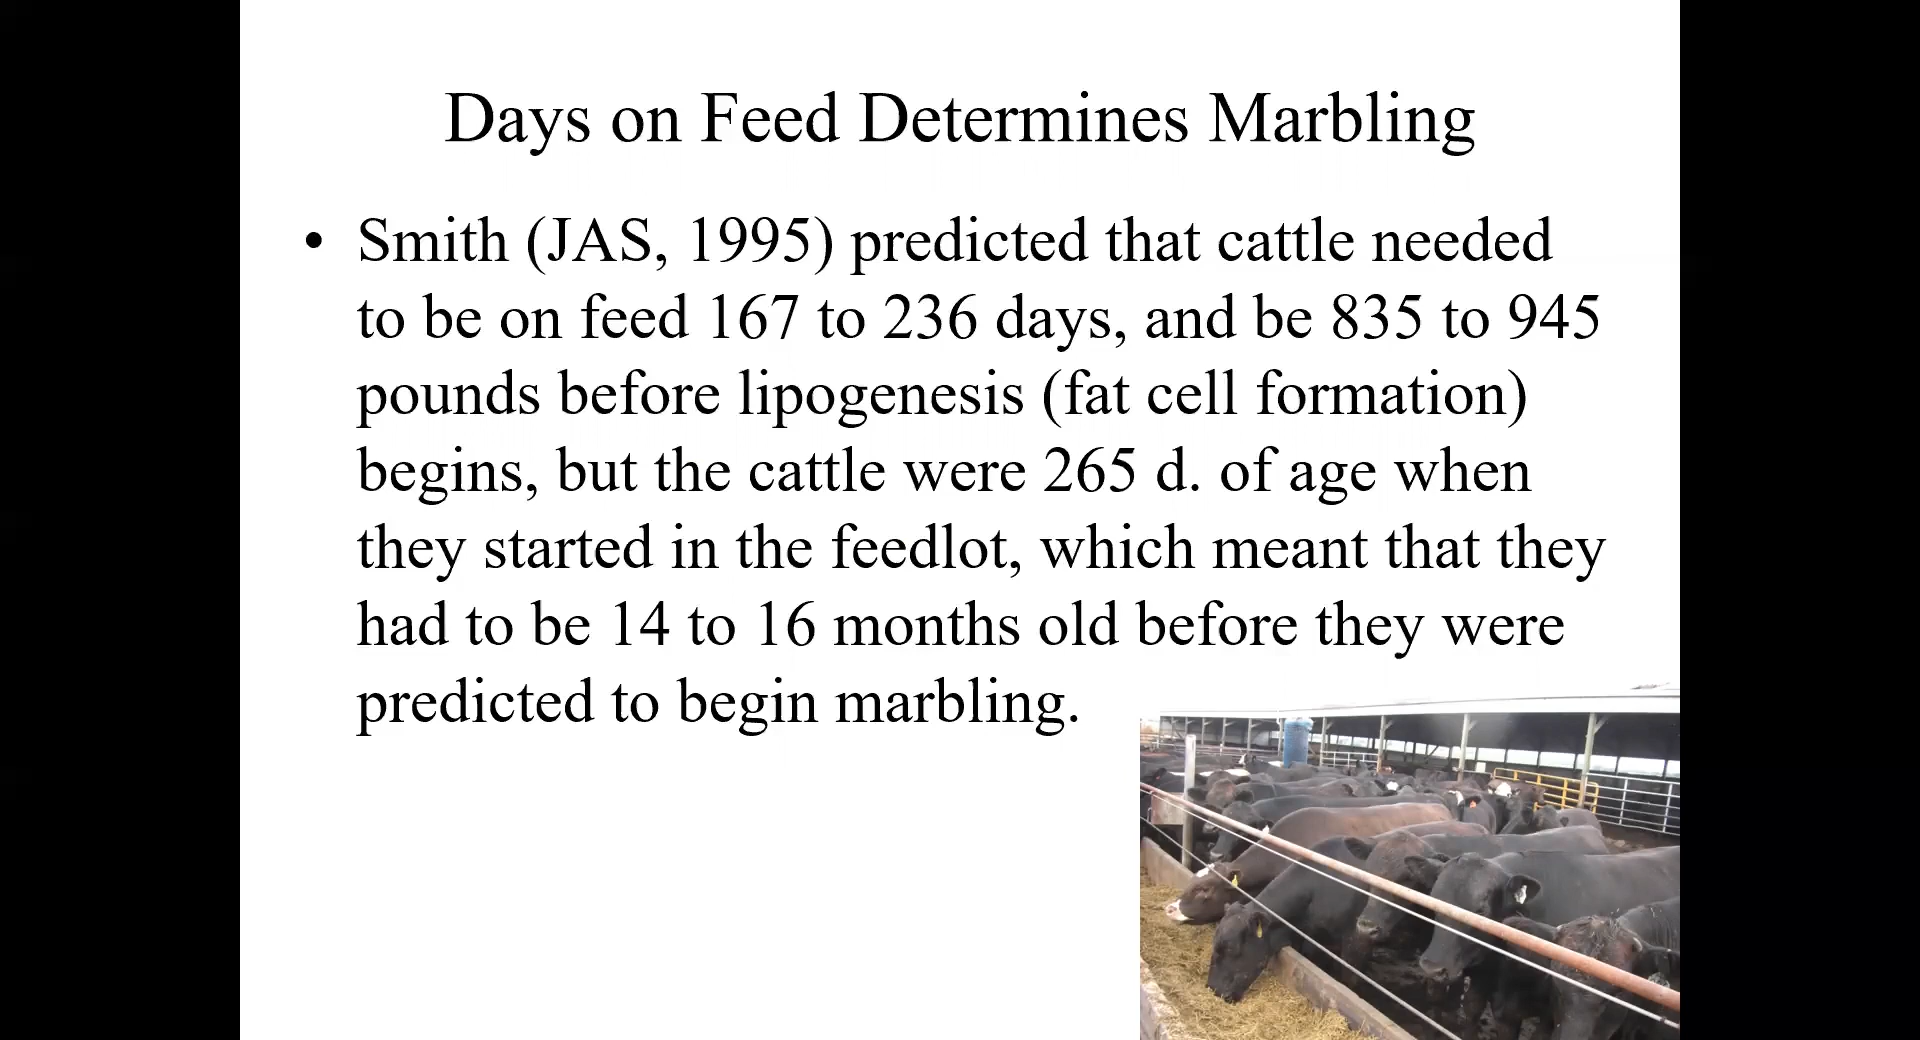 Days on Feed Determines Marbling
• Smith (JAS, 1995) predicted that cattle needed
to be on feed 167 to 236 days, and be 835 to 945
pounds before lipogenesis (fat cell formation)
begins, but the cattle were 265 d. of age when
they started in the feedlot, which meant that they
had to be 14 to 16 months old before they were
predicted to begin marbling.